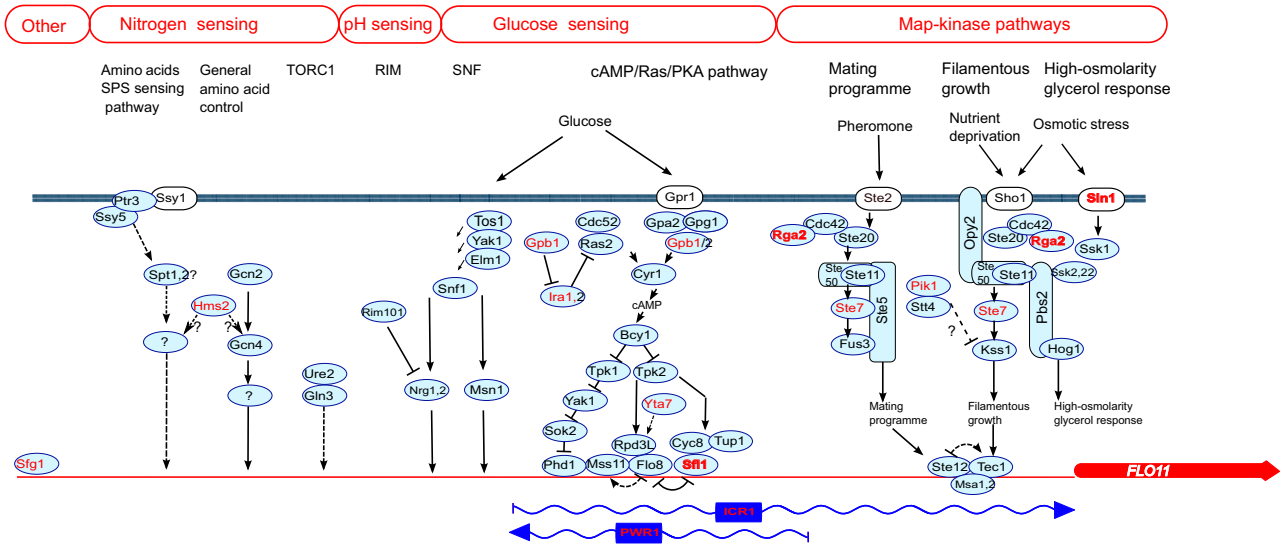 Other
Nitrogen sensing
pH sensing
Glucose sensing
Map-kinase pathways
Amino acids
SPS sensing
pathway
General
amino acid
control
TORC1
RIM
SNF
cAMP/Ras/PKA pathway
Mating
programme
Filamentous
growth
High-osmolarity
glycerol response
Glucose
Pheromone
Nutrient
deprivation
Osmotic stress
Ptr3
Ssy1
Ssy5
Gpr1
Ste2
Sho1
Sln1
Tos1
Yak1
Elm1
Gpb1
Cdc52
Ras2
Gpa2
Gpg1
Gpb1/2
Rga2
Cdc42
Ste20
Opy2
Cdc42
Ste20
Rga2
Ssk1
Spt1,2?
Gcn2
Snf1
Ira1,2
Cyr1
Ste
50
Ste11
Ste
50
Ste11
Ssk2,22
Hms2
?
?
cAMP
Rim101
Ste7
Ste5
Pik1
Stt4
?
Ste7
Pbs2
?
Gcn4
Bcy1
Fus3
Kss1
Hog1
Ure2
Gln3
?
Nrg1,2
Msn1
Tpk1
Tpk2
Yak1
Yta7
Mating
programme
Filamentous
growth
High-osmolarity
glycerol response
Sok2
Rpd3L
Cyc8
Tup1
Sfg1
Phd1
Mss11
Flo8
Sfl1
Ste12
Tec1
Msa1,2
FLO11
ICR1
PWR1